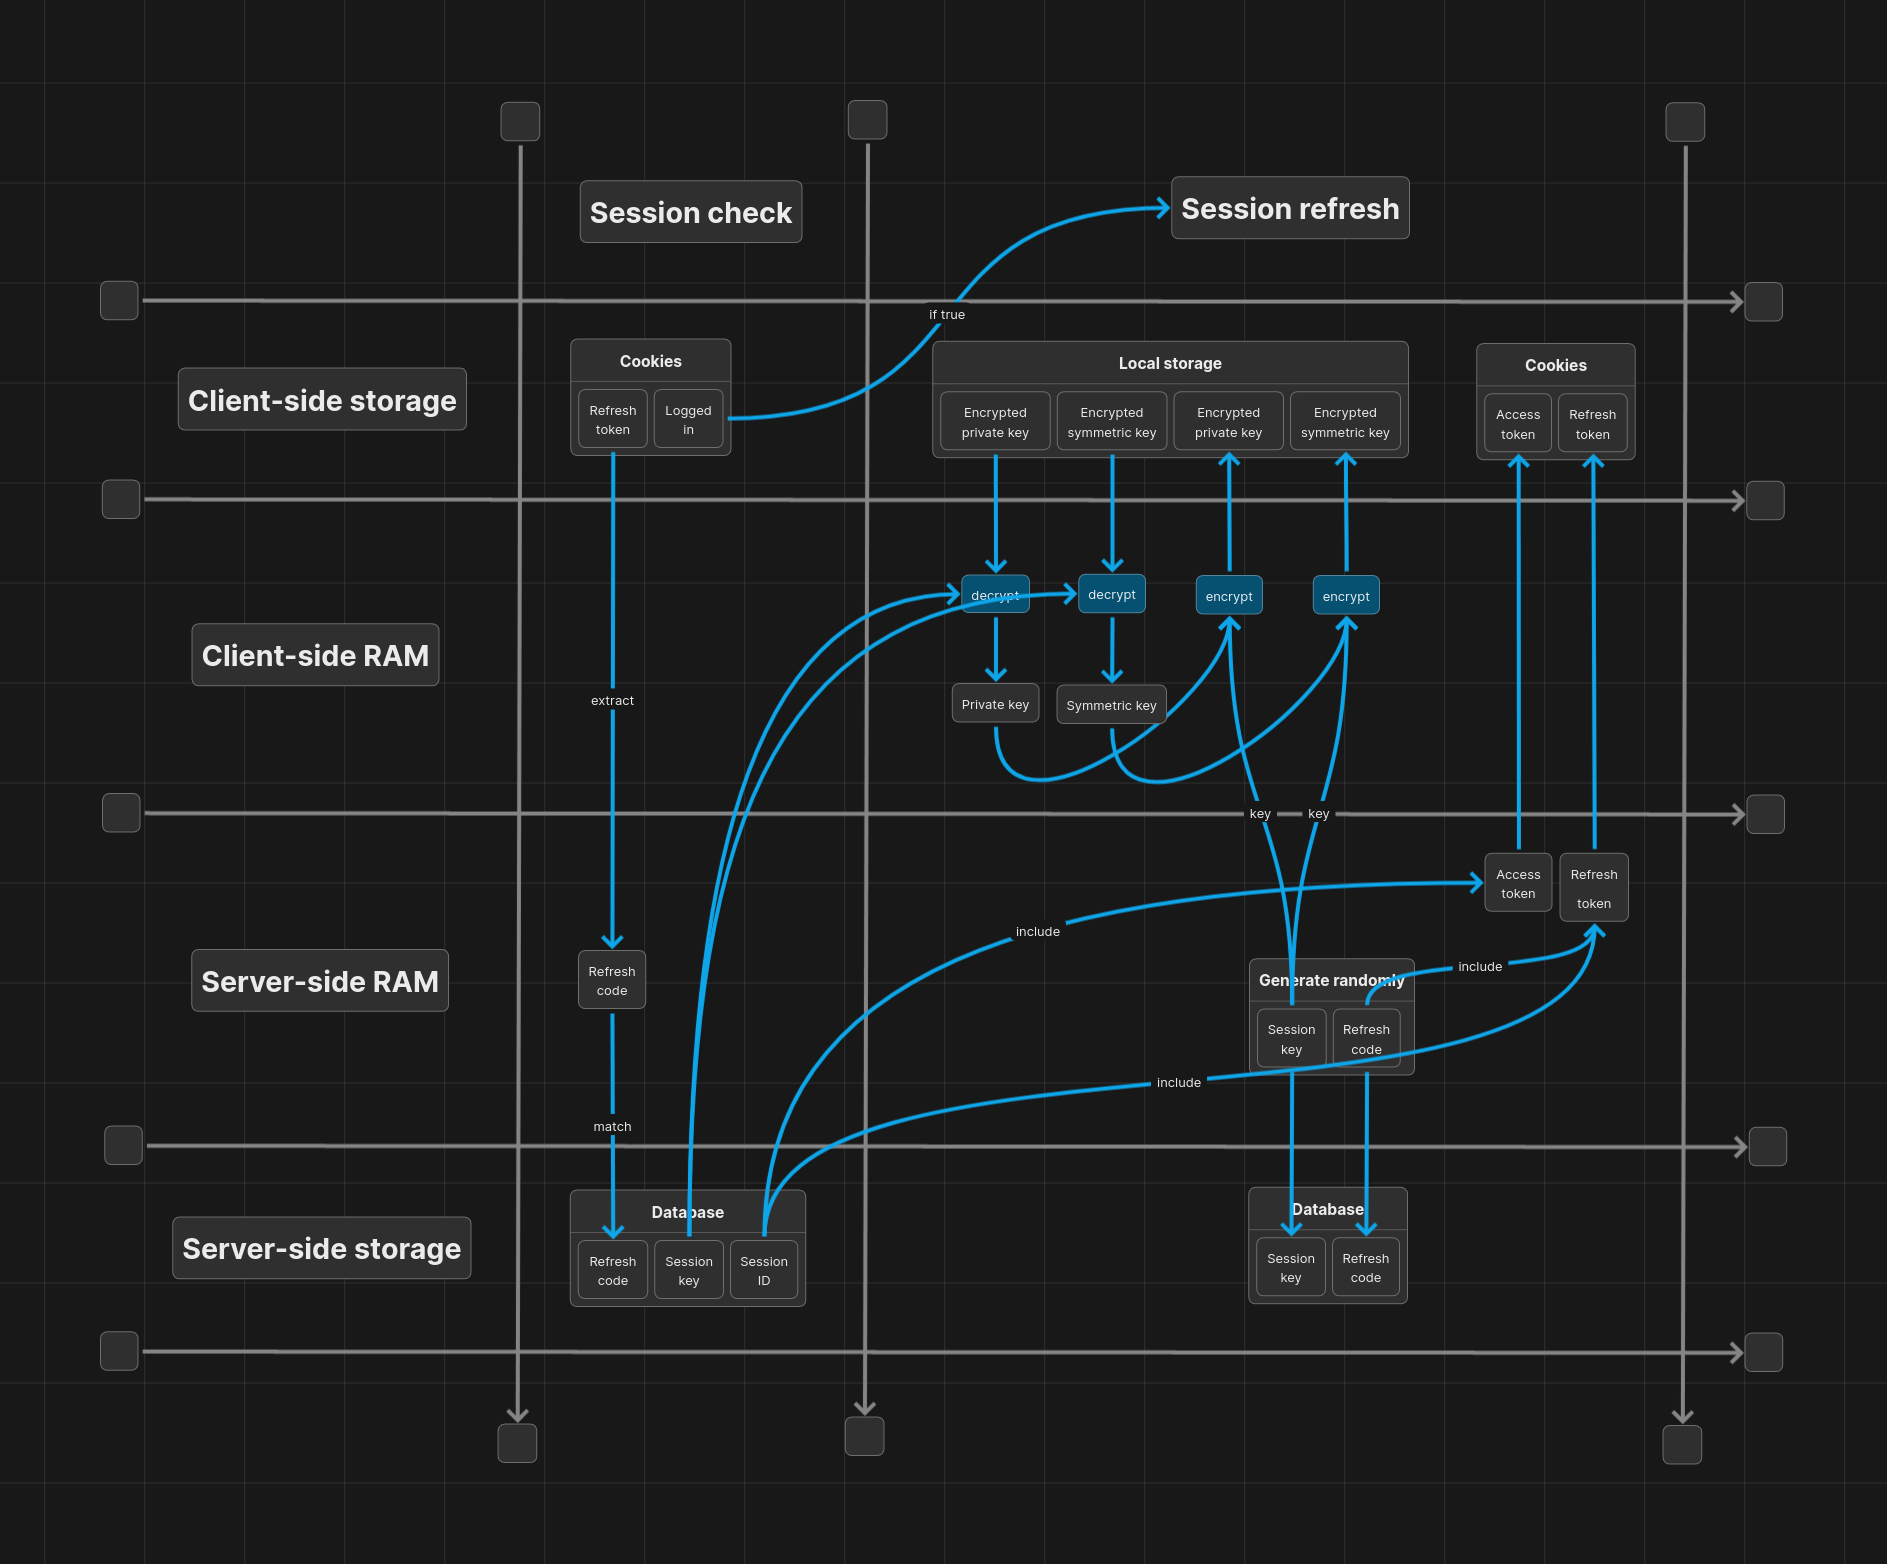 Session check
Session refresh
if true
Client-side storage
Cookies
Refresh
token
Logged
in
Local storage
Encrypted
private key
Encrypted
symmetric key
Encrypted
private key
Encrypted
symmetric key
Cookies
Access
token
Refresh
token
Client-side RAM
extract
decrypt
decrypt
encrypt
encrypt
Private key
Symmetric key
key
key
Server-side RAM
Refresh
code
match
include
Access
token
Refresh
token
include
Generate randomly
Session
key
Refresh
code
include
Server-side storage
Database
Refresh
code
Session
key
Session
ID
Database
Session
key
Refresh
code